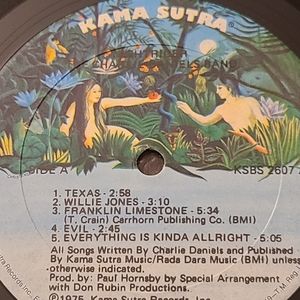 KAMA SUTRA®
SIDE A
KSBS 2607
1. TEXAS - 2:58
2. WILLIE JONES - 3:10
3. FRANKLIN LIMESTONE - 5:34
(T. Crain) Carrhorn Publishing Co. (BMI)
4. EVIL - 2:45
5. EVERYTHING IS KINDA ALLRIGHT - 5:05
All Songs Written By Charlie Daniels and Published
By Kama Sutra Music/Rada Dara Music (BMI) unless
otherwise indicated.
Prod. by: Paul Hornsby by Special Arrangement
with Don Rubin Productions.
℗1975, Kama Sutra Records, Inc.